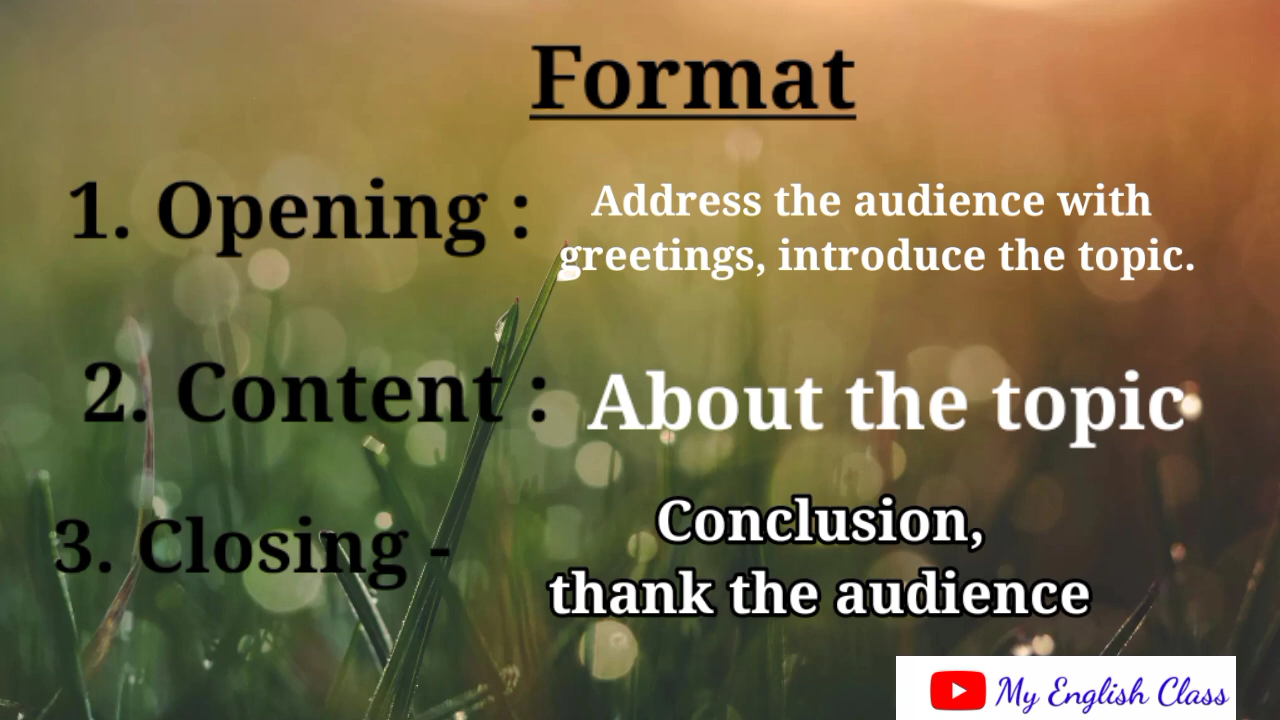 Format
1. Opening :
Address the audience with
greetings, introduce the topic.
2. Content :
About the topic
3. Closing -
Conclusion,
thank the audience
My English Class